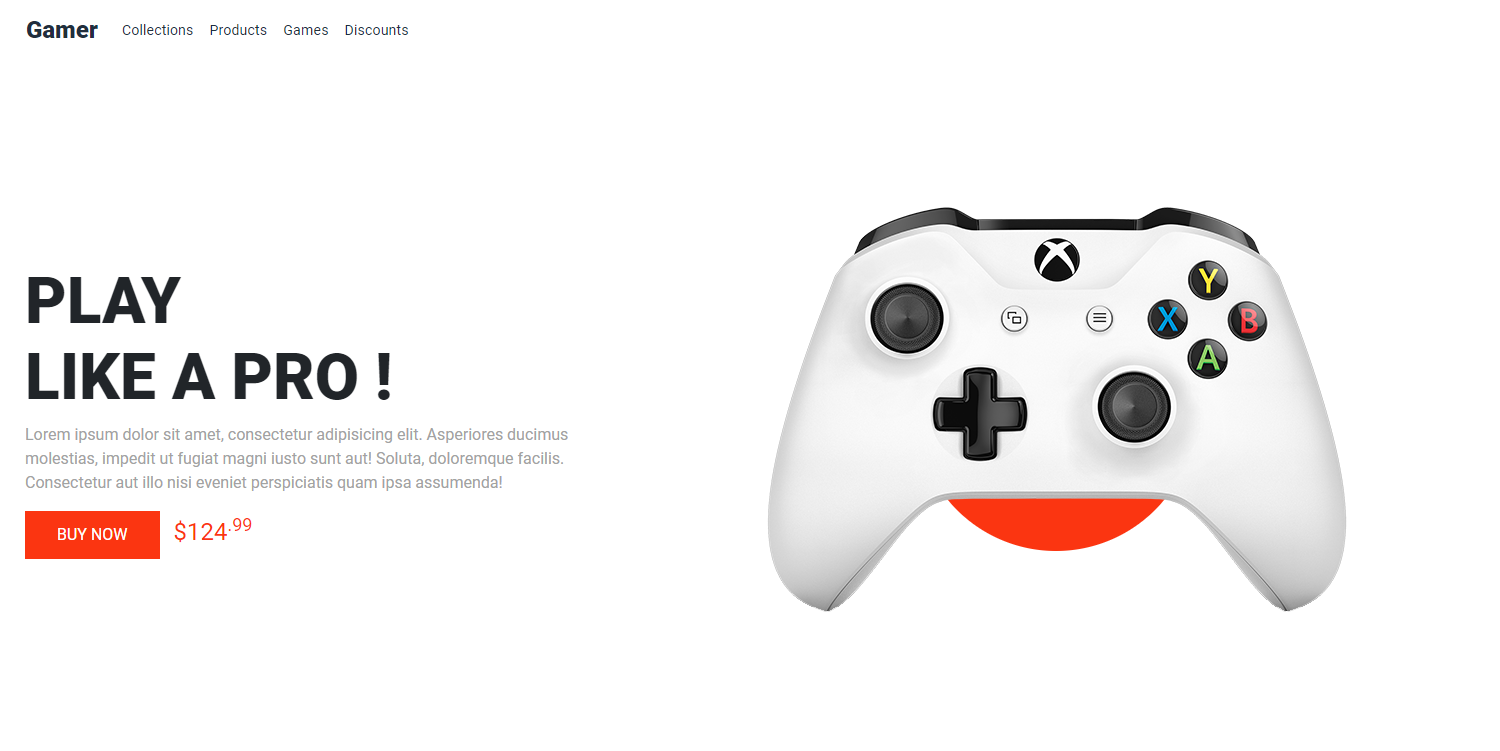 Gamer Collections Products Games Discounts
PLAY
LIKE A PRO !
Lorem ipsum dolor sit amet, consectetur adipisicing elit. Asperiores ducimus
molestias, impedit ut fugiat magni iusto sunt aut! Soluta, doloremque facilis.
Consectetur aut illo nisi eveniet perspiciatis quam ipsa assumenda!
BUY NOW $124.99
Y
X B
A